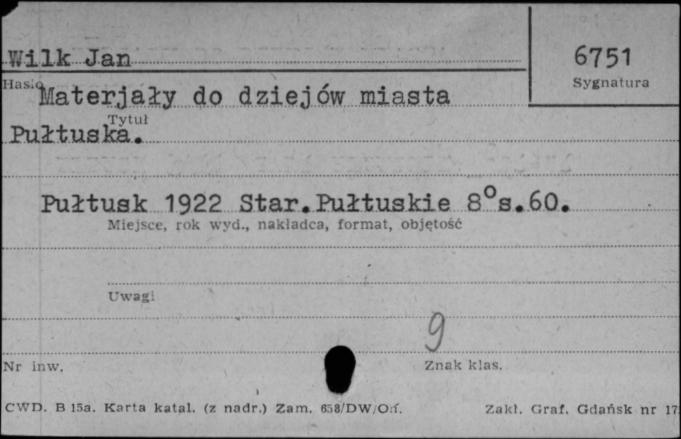 Wilk Jan
6751
Hasło
Sygnatura
Materjały do dziejów miasta
Tytuł
Pułtuska.
Pułtusk 1922 Star.Pułtuskie 8°s.60.
Miejsce, rok wyd., nakładca, format, objętość
Uwagi
9
Nr inw.
Znak klas.
CWD. B 15a. Karta katal. (z nadr.) Zam. 658/DW/Of. Zakł. Graf. Gdańsk nr 17